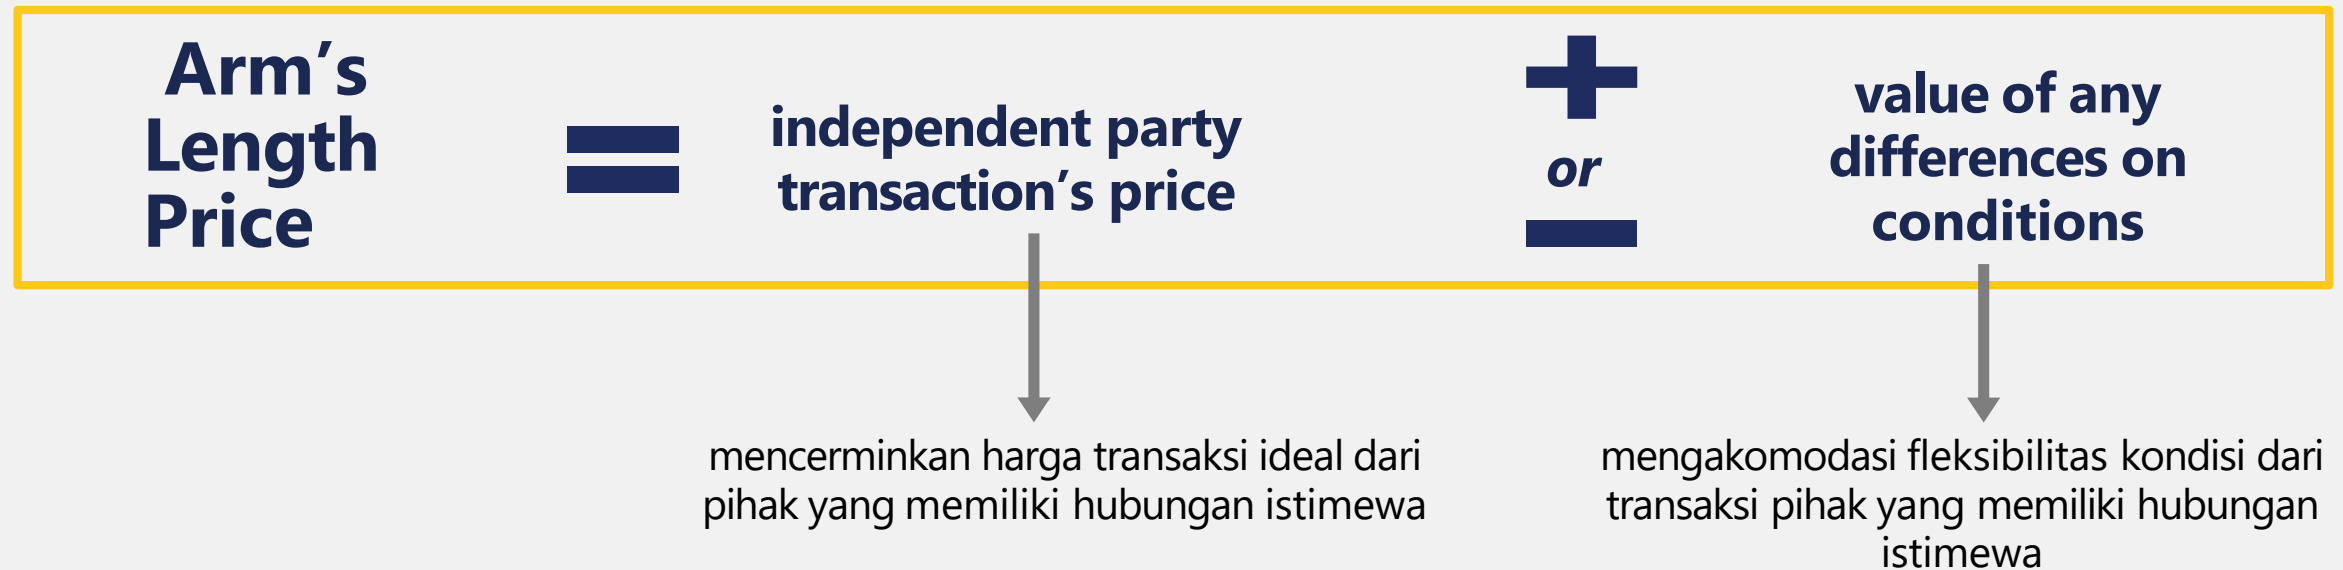 Arm’s
Length
Price
=
independent party
transaction’s price
+
or
–
value of any
differences on
conditions
mencerminkan harga transaksi ideal dari
pihak yang memiliki hubungan istimewa
mengakomodasi fleksibilitas kondisi dari
transaksi pihak yang memiliki hubungan
istimewa